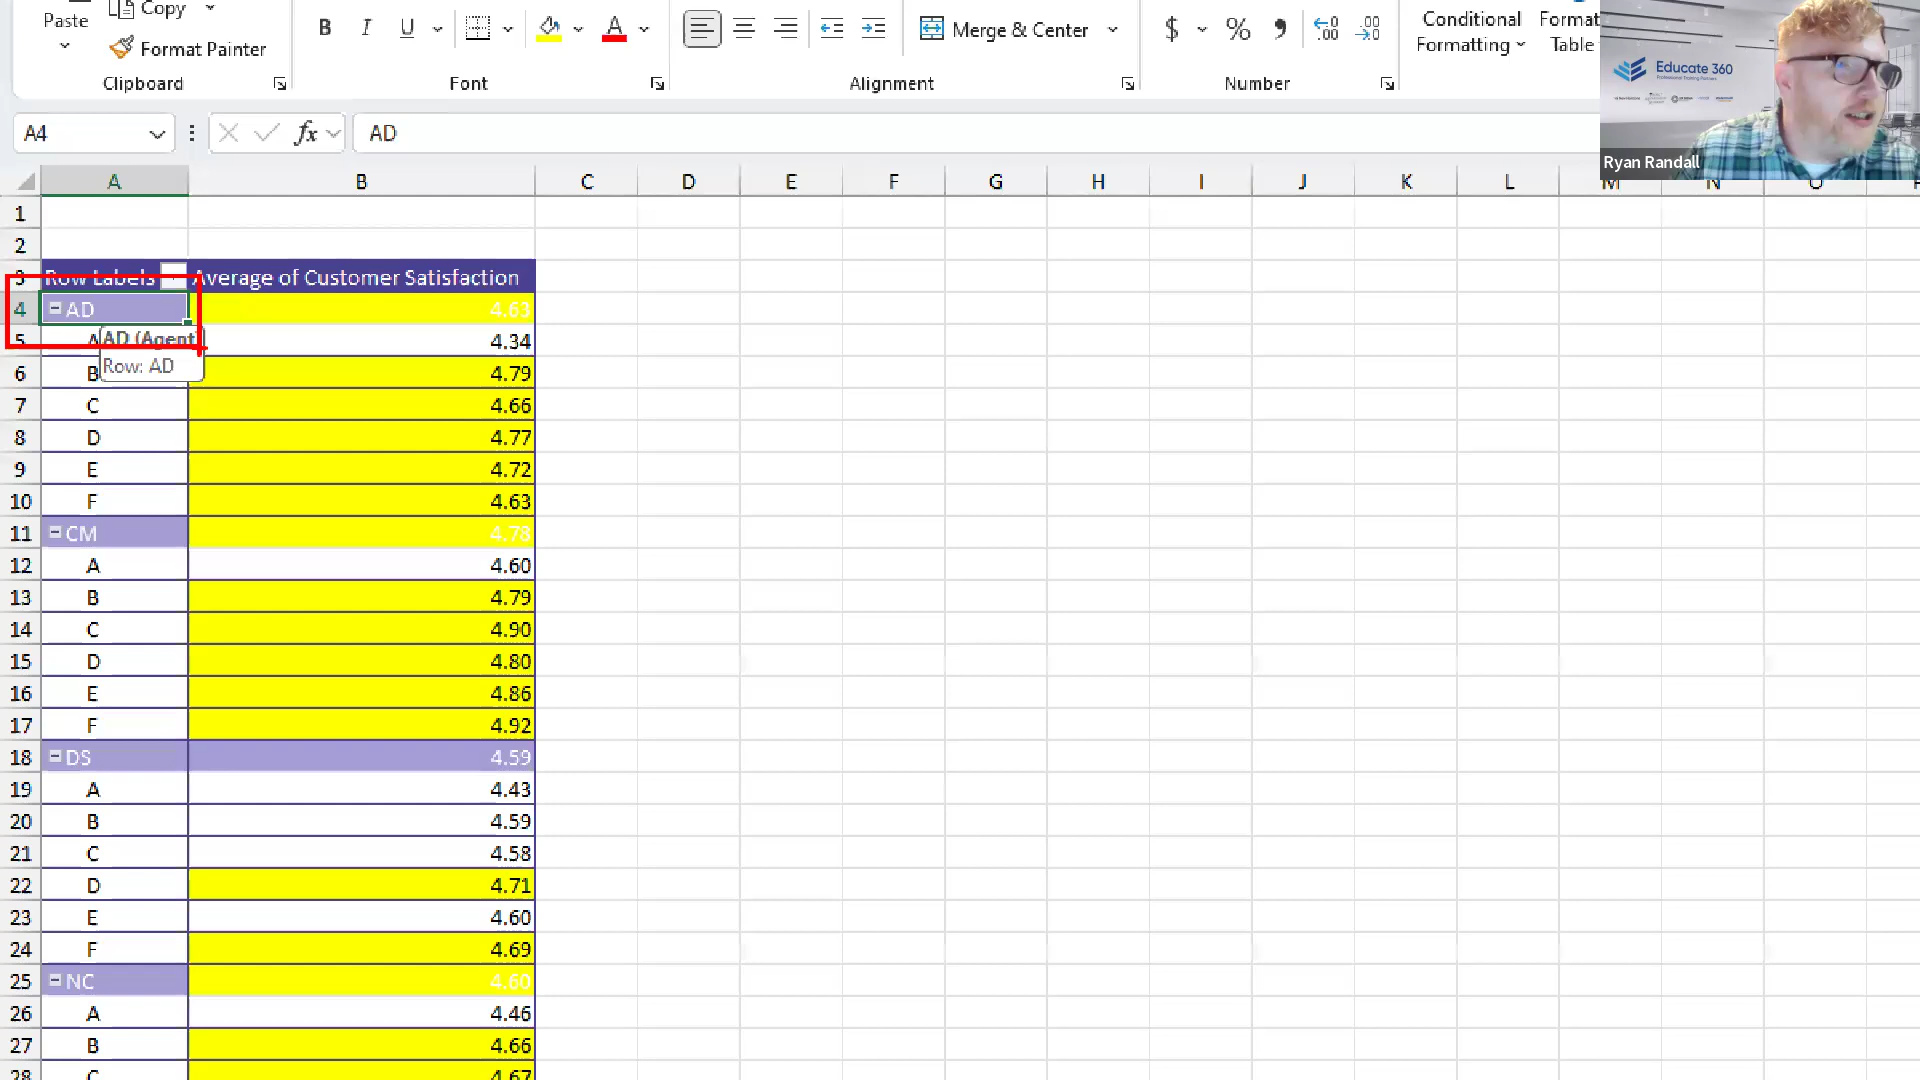 Paste
Copy
Format Painter
Clipboard
B I U
A
Font
Merge & Center
Alignment
$ % 9
Number
Conditional
Formatting
Format
Table
Educate 360
Professional Training Partners
Ryan Randall
A4
fx
AD
A B C D E F G H I J K L M N O
1
2
3 Row Labels Average of Customer Satisfaction
4 AD 4.63
5 A 4.34
AD (Agent)
Row: AD
6 B 4.79
7 C 4.66
8 D 4.77
9 E 4.72
10 F 4.63
11 CM 4.78
12 A 4.60
13 B 4.79
14 C 4.90
15 D 4.80
16 E 4.86
17 F 4.92
18 DS 4.59
19 A 4.43
20 B 4.59
21 C 4.58
22 D 4.71
23 E 4.60
24 F 4.69
25 NC 4.60
26 A 4.46
27 B 4.66
28 C 4.67